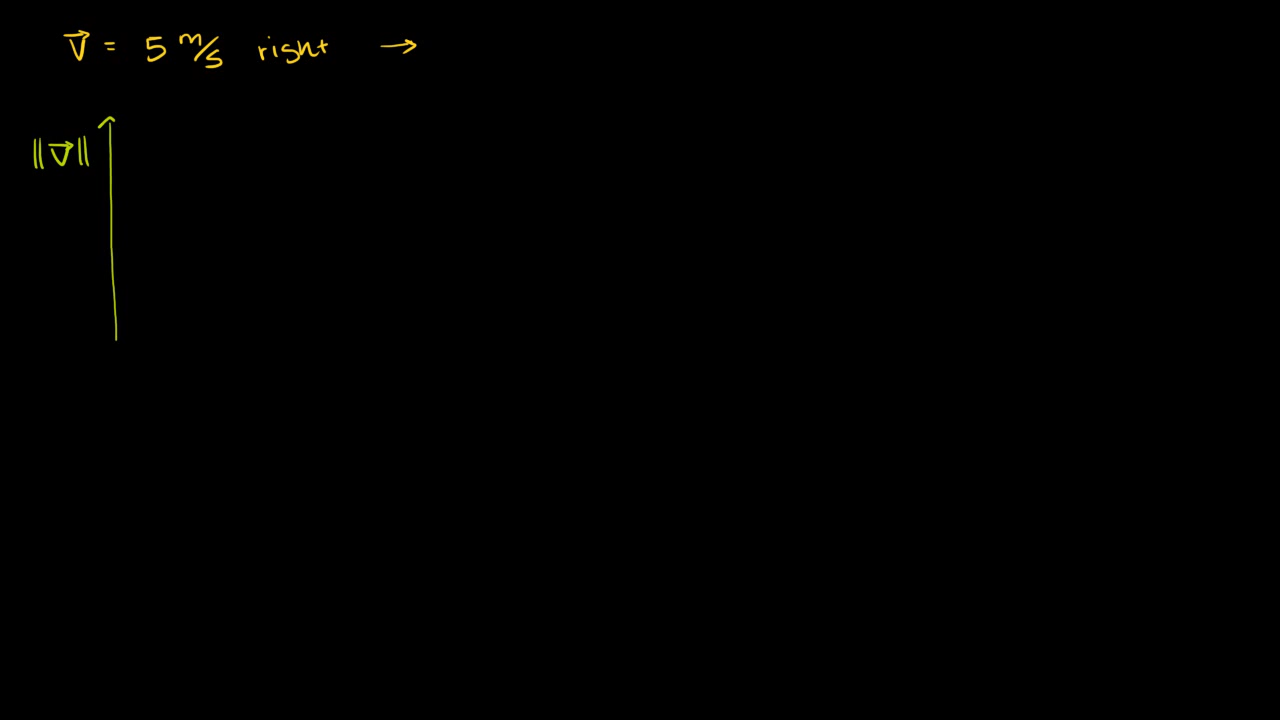 v⃗ = 5 m/s right →
||v⃗||